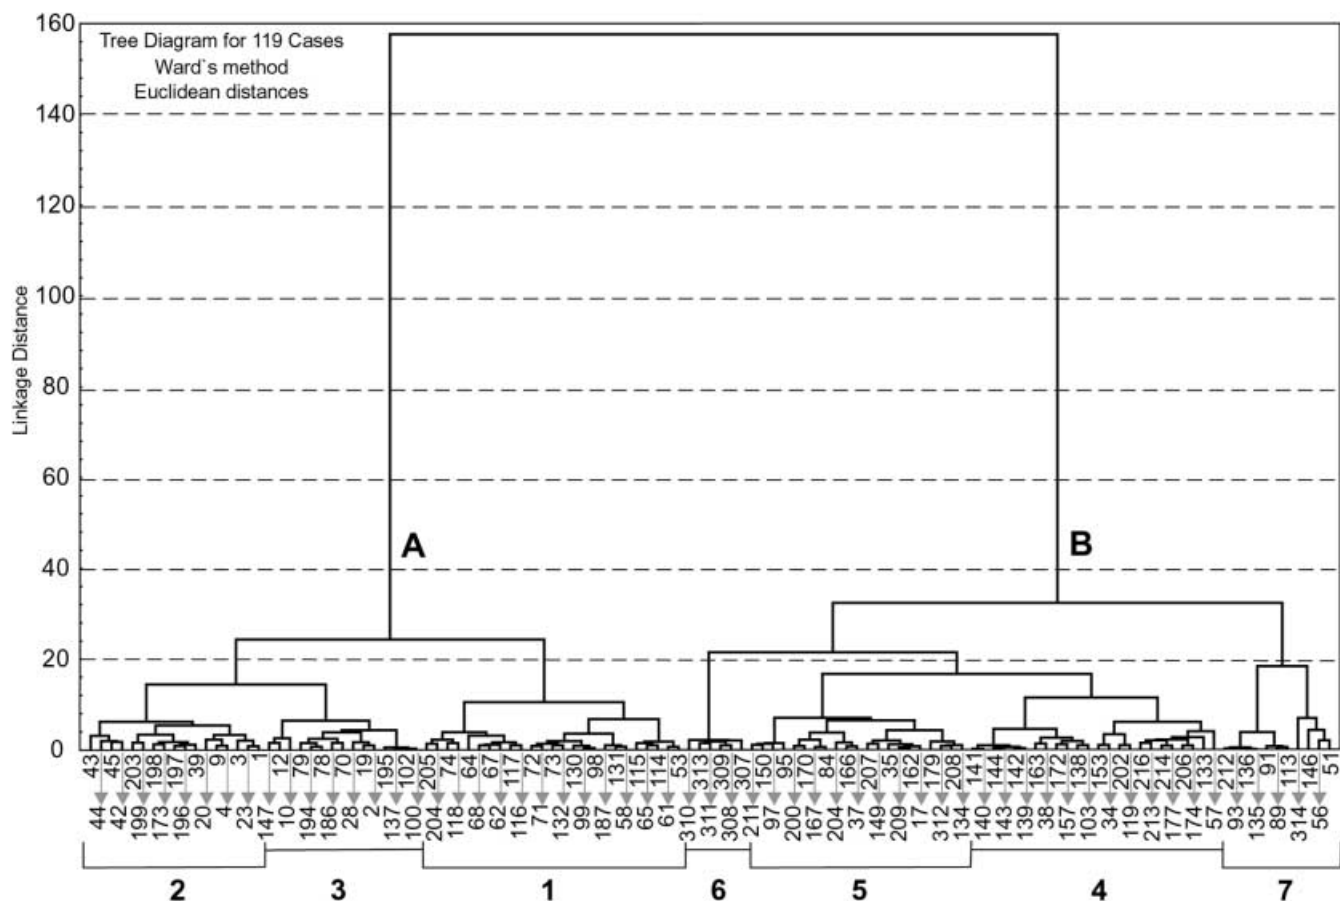 160
Tree Diagram for 119 Cases
Ward`s method
Euclidean distances
140
120
100
80
60
40
20
0
Linkage Distance
A
B
43 45 203 198 197 39 9 3 1 12 79 78 70 19 195 102 205 74 64 67 117 72 73 130 98 131 115 114 53 313 309 307 150 95 170 84 166 207 35 162 179 208 141 144 142 163 172 138 153 202 216 214 206 133 212 136 91 113 146 51
44 42 199 173 196 20 4 23 147 10 194 186 28 2 137 100 204 118 68 62 116 71 132 99 187 58 65 61 310 311 308 211 97 200 167 204 37 149 209 17 312 134 140 143 139 38 157 103 34 119 213 177 174 57 93 135 89 314 56
2 3 1 6 5 4 7